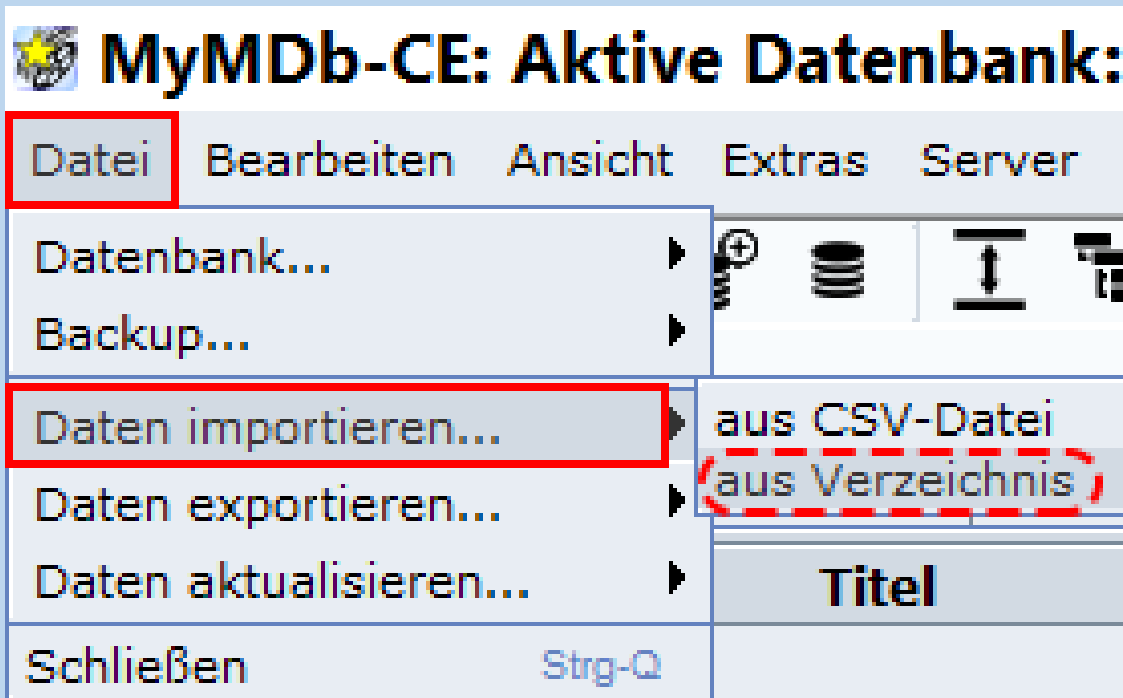 MyMDb-CE: Aktive Datenbank:
Datei Bearbeiten Ansicht Extras Server
Datenbank...
Backup...
Daten importieren...
aus CSV-Datei
aus Verzeichnis
Daten exportieren...
Daten aktualisieren...
Titel
Schließen Strg-Q